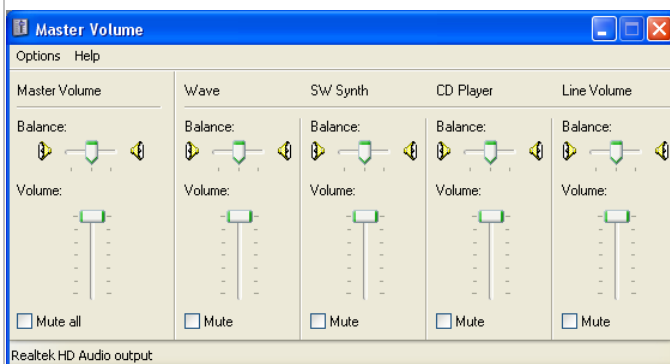 Master Volume
Options Help
Master Volume Wave SW Synth CD Player Line Volume
Balance: Balance: Balance: Balance: Balance:
Volume: Volume: Volume: Volume: Volume:
Mute all Mute Mute Mute Mute
Realtek HD Audio output